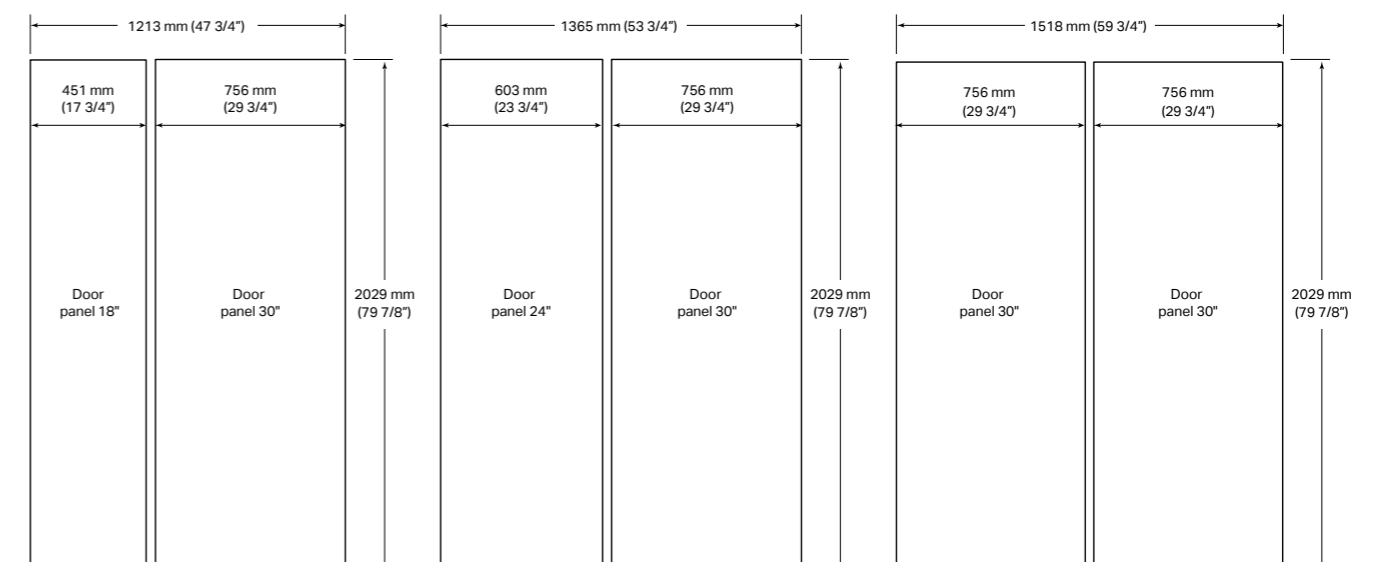 1213 mm (47 3/4”)
1365 mm (53 3/4”)
1518 mm (59 3/4”)
451 mm
(17 3/4”)
756 mm
(29 3/4”)
603 mm
(23 3/4”)
756 mm
(29 3/4”)
756 mm
(29 3/4”)
756 mm
(29 3/4”)
Door
panel 18"
Door
panel 30"
2029 mm
(79 7/8”)
Door
panel 24"
Door
panel 30"
2029 mm
(79 7/8”)
Door
panel 30"
Door
panel 30"
2029 mm
(79 7/8”)